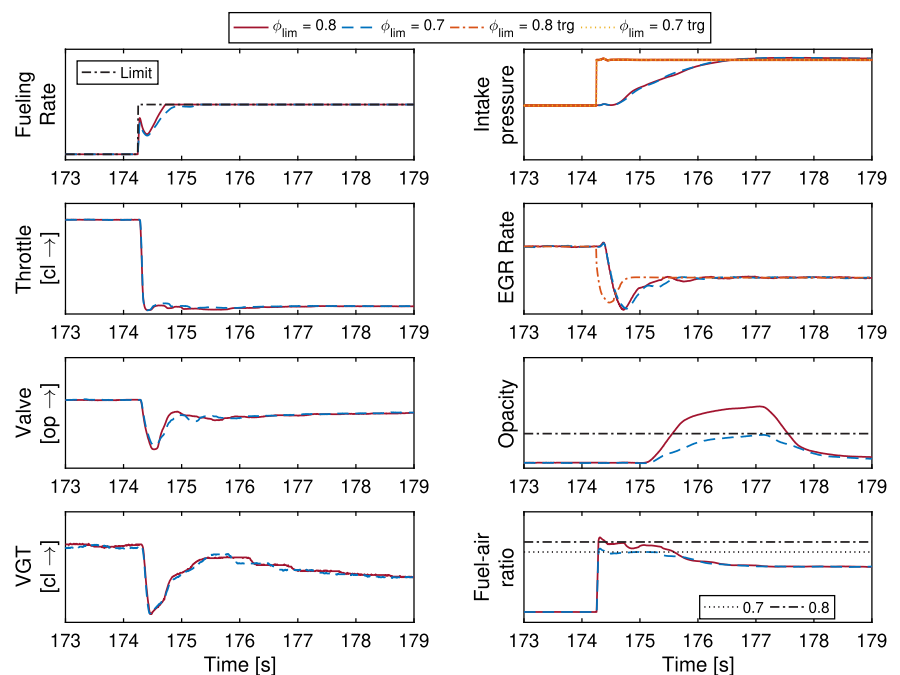 ϕlim = 0.8 ϕlim = 0.7 ϕlim = 0.8 trg ϕlim = 0.7 trg
Fueling
Rate
Limit
173 174 175 176 177 178 179
Intake
pressure
173 174 175 176 177 178 179
Throttle
[cl →]
173 174 175 176 177 178 179
EGR Rate
173 174 175 176 177 178 179
Valve
[op →]
173 174 175 176 177 178 179
Opacity
173 174 175 176 177 178 179
VGT
[cl →]
173 174 175 176 177 178 179
Time [s]
Fuel-air
ratio
0.7 0.8
173 174 175 176 177 178 179
Time [s]